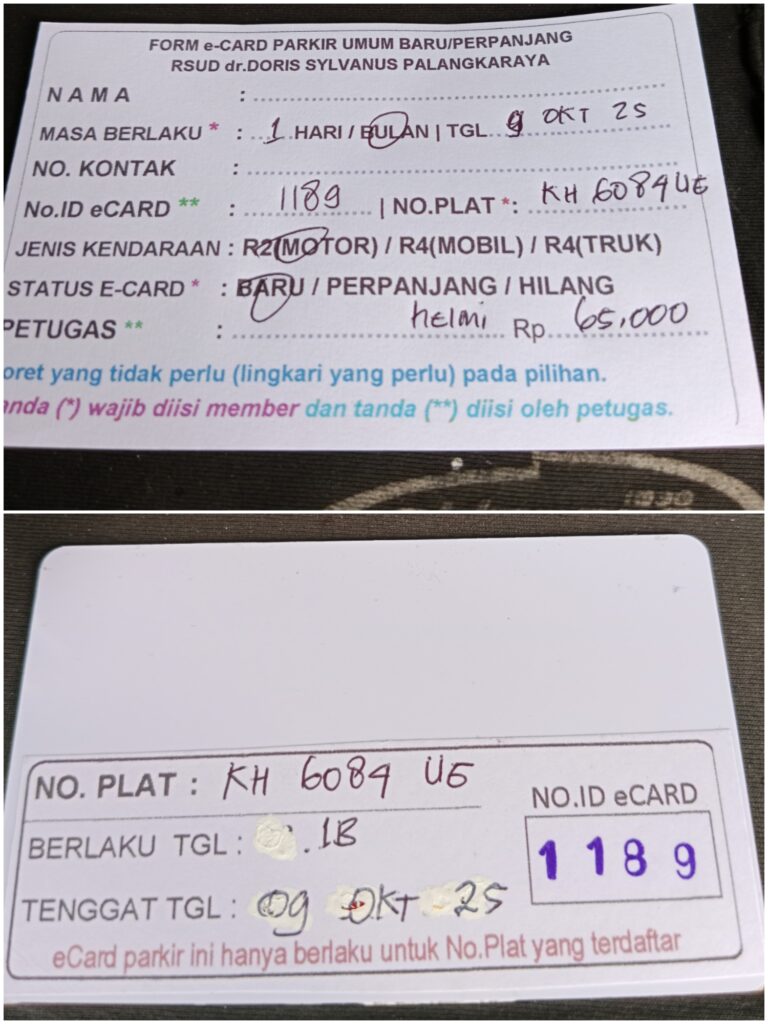 FORM e-CARD PARKIR UMUM BARU/PERPANJANG
RSUD dr.DORIS SYLVANUS PALANGKARAYA
N A M A :
MASA BERLAKU * : 1 HARI / BULAN | TGL 9 OKT 25
NO. KONTAK :
No.ID eCARD ** : 1189 | NO.PLAT *: KH 6084 UE
JENIS KENDARAAN : R2(MOTOR) / R4(MOBIL) / R4(TRUK)
STATUS E-CARD * : BARU / PERPANJANG / HILANG
PETUGAS ** : helmi Rp 65,000
oret yang tidak perlu (lingkari yang perlu) pada pilihan.
anda (*) wajib diisi member dan tanda (**) diisi oleh petugas.
NO. PLAT : KH 6084 UE
NO.ID eCARD
1189
BERLAKU TGL : .1B
TENGGAT TGL : 09 OKT 25
eCard parkir ini hanya berlaku untuk No.Plat yang terdaftar